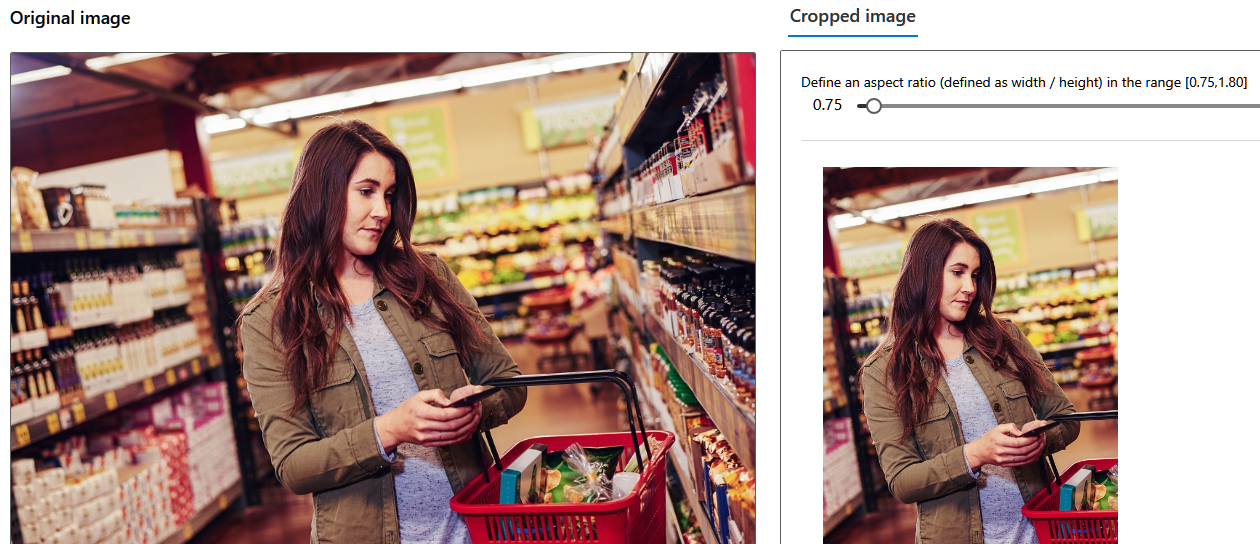 Original image
Cropped image
Define an aspect ratio (defined as width / height) in the range [0.75,1.80]
0.75